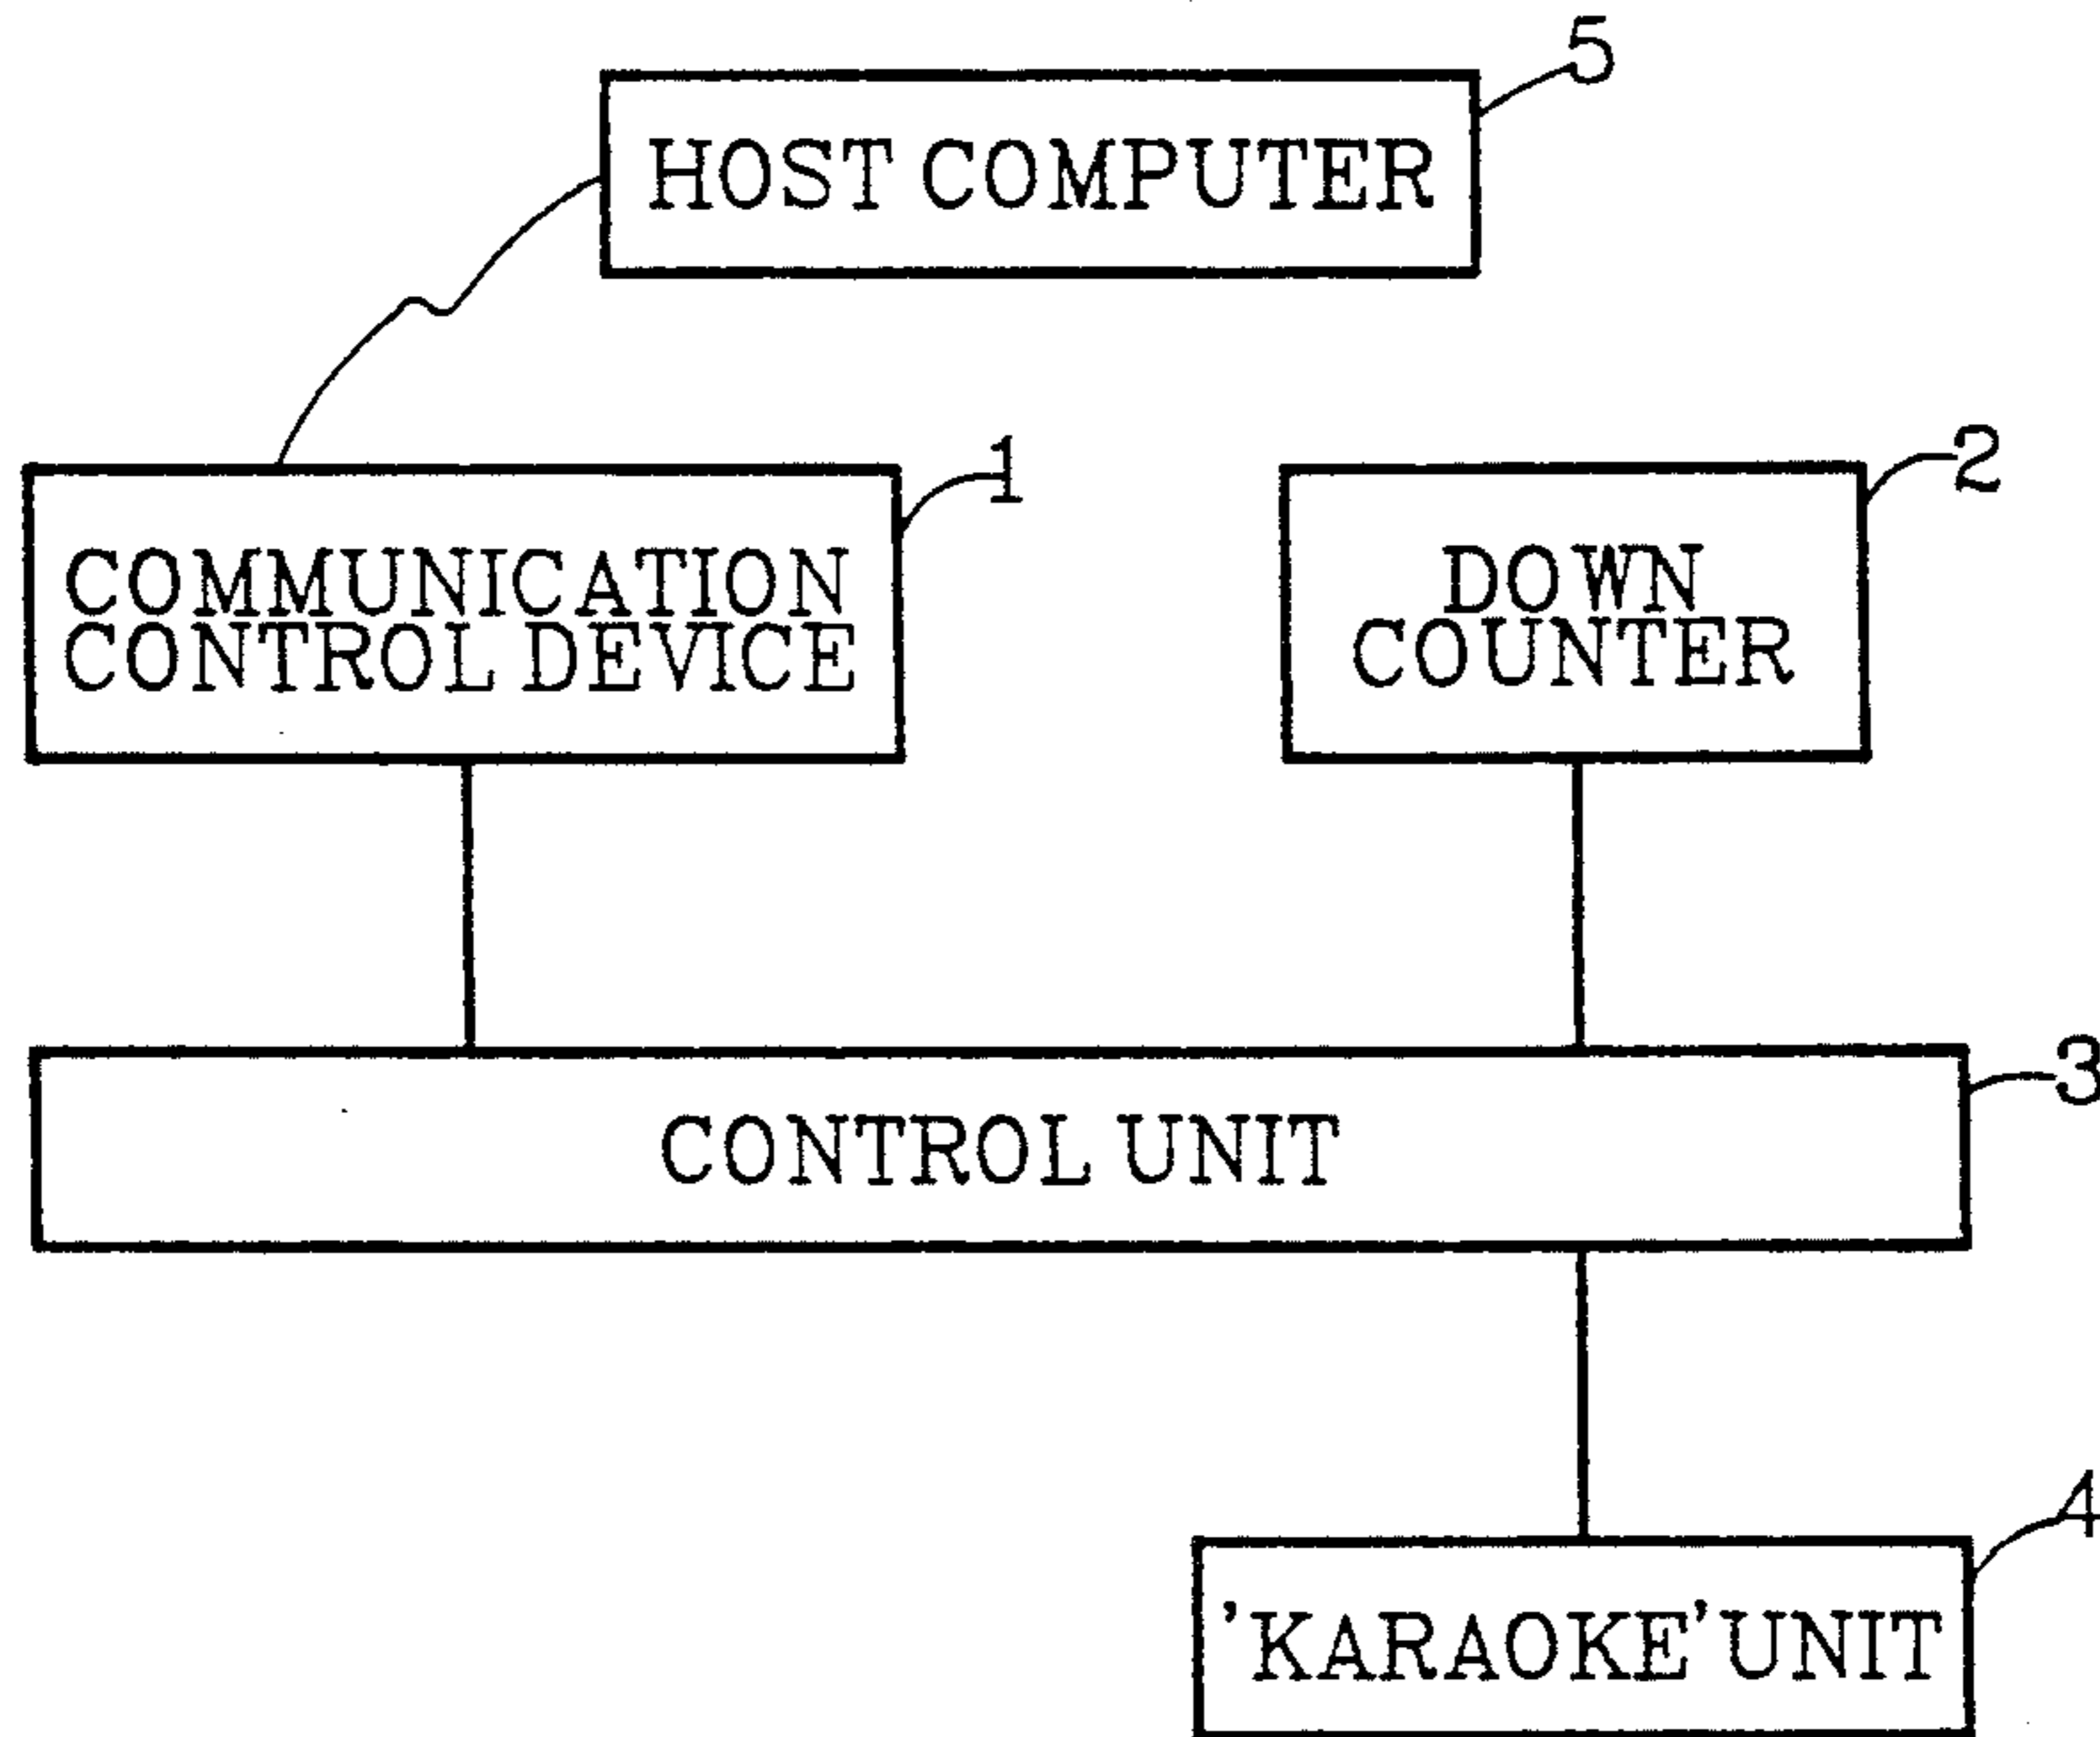 5
HOST COMPUTER
1
2
COMMUNICATION
CONTROL DEVICE
DOWN
COUNTER
3
CONTROL UNIT
4
'KARAOKE' UNIT